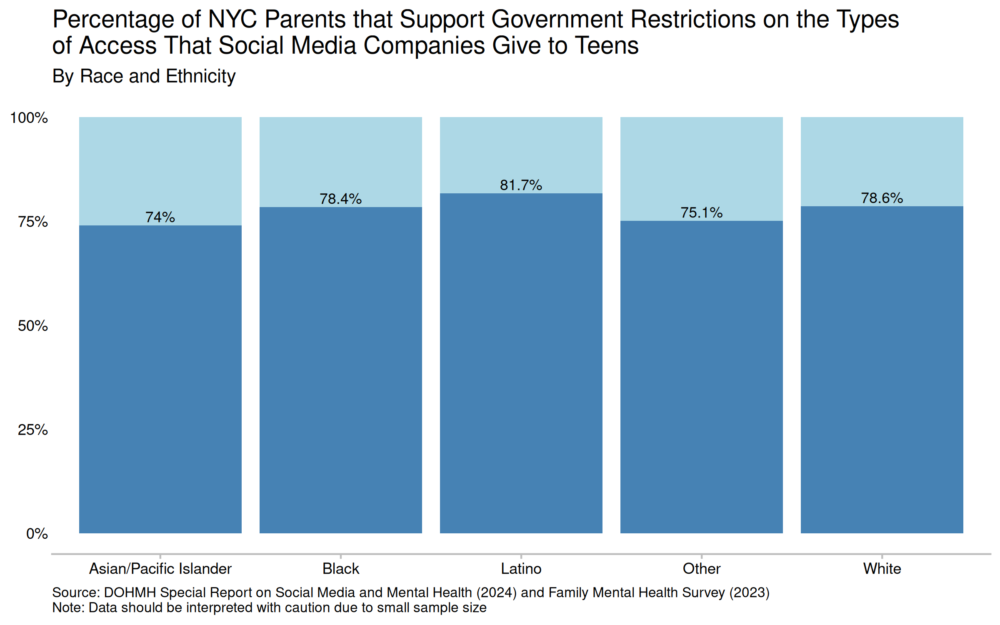 Percentage of NYC Parents that Support Government Restrictions on the Types
of Access That Social Media Companies Give to Teens
By Race and Ethnicity
100%
75%
50%
25%
0%
74%
78.4%
81.7%
75.1%
78.6%
Asian/Pacific Islander
Black
Latino
Other
White
Source: DOHMH Special Report on Social Media and Mental Health (2024) and Family Mental Health Survey (2023)
Note: Data should be interpreted with caution due to small sample size